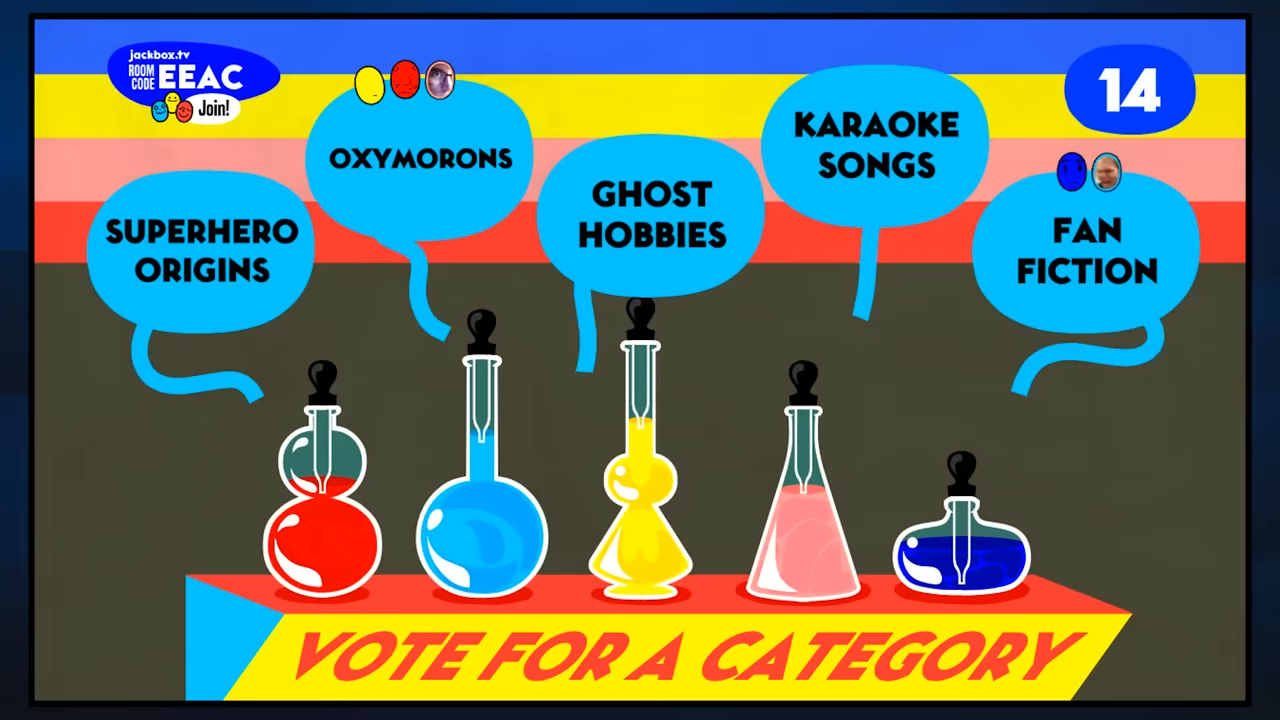 jackbox.tv
ROOM
CODE
EEAC
Join!
14
SUPERHERO
ORIGINS
OXYMORONS
GHOST
HOBBIES
KARAOKE
SONGS
FAN
FICTION
VOTE FOR A CATEGORY